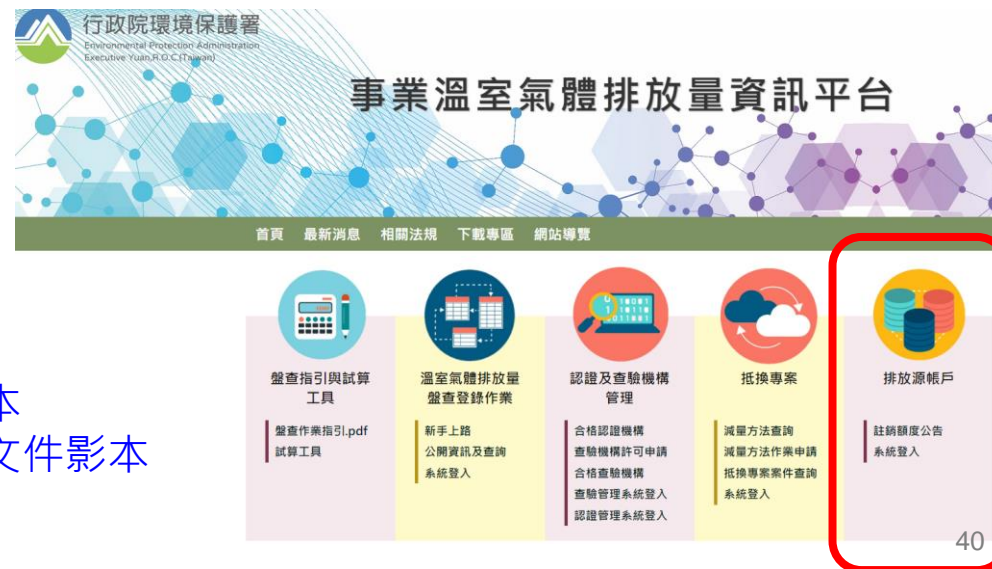 行政院環境保護署
Environmental Protection Administration
Executive Yuan,R.O.C.(Taiwan)
事業溫室氣體排放量資訊平台
首頁 最新消息 相關法規 下載專區 網站導覽
盤查指引與試算
工具
盤查作業指引.pdf
試算工具
溫室氣體排放量
盤查登錄作業
新手上路
公開資訊及查詢
系統登入
認證及查驗機構
管理
合格認證機構
查驗機構許可申請
合格查驗機構
查驗管理系統登入
認證管理系統登入
抵換專案
減量方法查詢
減量方法作業申請
抵換專案案件查詢
系統登入
排放源帳戶
註銷額度公告
系統登入
本
文件影本
40